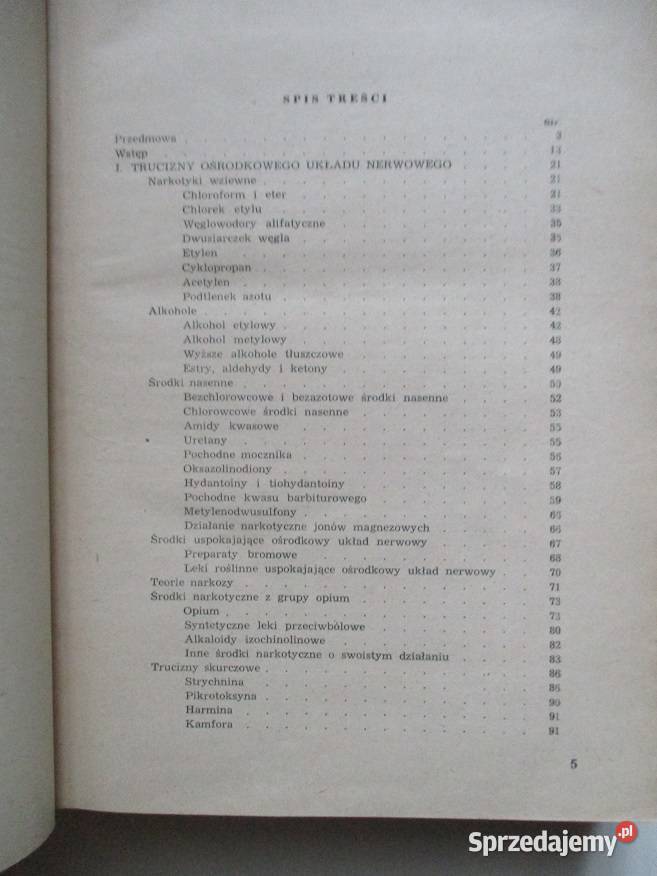 SPIS TREŚCI
Str.
Przedmowa . . . . . . . . . . . . 3
Wstęp . . . . . . . . . . . . 13
I. TRUCIZNY OŚRODKOWEGO UKŁADU NERWOWEGO . . . . 21
Narkotyki wziewne . . . . . . . . . . 21
Chloroform i eter . . . . . . . . . 21
Chlorek etylu . . . . . . . . . . 33
Węglowodory alifatyczne . . . . . . . . 35
Dwusiarczek węgla . . . . . . . . . 35
Etylen . . . . . . . . . . . 36
Cyklopropan . . . . . . . . . . 37
Acetylen . . . . . . . . . . . 38
Podtlenek azotu . . . . . . . . . . 38
Alkohole . . . . . . . . . . . . 42
Alkohol etylowy . . . . . . . . . . 42
Alkohol metylowy . . . . . . . . . 48
Wyższe alkohole tłuszczowe . . . . . . . 49
Estry, aldehydy i ketony . . . . . . . . 49
Środki nasenne . . . . . . . . . . . 50
Bezchlorowcowe i bezazotowe środki nasenne . . . 52
Chlorowcowe środki nasenne . . . . . . . 53
Amidy kwasowe . . . . . . . . . . 55
Uretany . . . . . . . . . . . 55
Pochodne mocznika . . . . . . . . . 56
Oksazolinodiony . . . . . . . . . . 57
Hydantoiny i tiohydantoiny . . . . . . . 58
Pochodne kwasu barbiturowego . . . . . . 59
Metylenodwusulfony . . . . . . . . . 65
Działanie narkotyczne jonów magnezowych . . . . 66
Środki uspokajające ośrodkowy układ nerwowy . . . . 67
Preparaty bromowe . . . . . . . . . 68
Leki roślinne uspokajające ośrodkowy układ nerwowy . . 70
Teorie narkozy . . . . . . . . . . . 71
Środki narkotyczne z grupy opium . . . . . . . 73
Opium . . . . . . . . . . . . 73
Syntetyczne leki przeciwbólowe . . . . . . 80
Alkaloidy izochinolinowe . . . . . . . . 82
Inne środki narkotyczne o swoistym działaniu . . . 83
Trucizny skurczowe . . . . . . . . . . 86
Strychnina . . . . . . . . . . . 86
Pikrotoksyna . . . . . . . . . . 90
Harmina . . . . . . . . . . . 91
Kamfora . . . . . . . . . . . 91
5
Sprzedajemy.pl